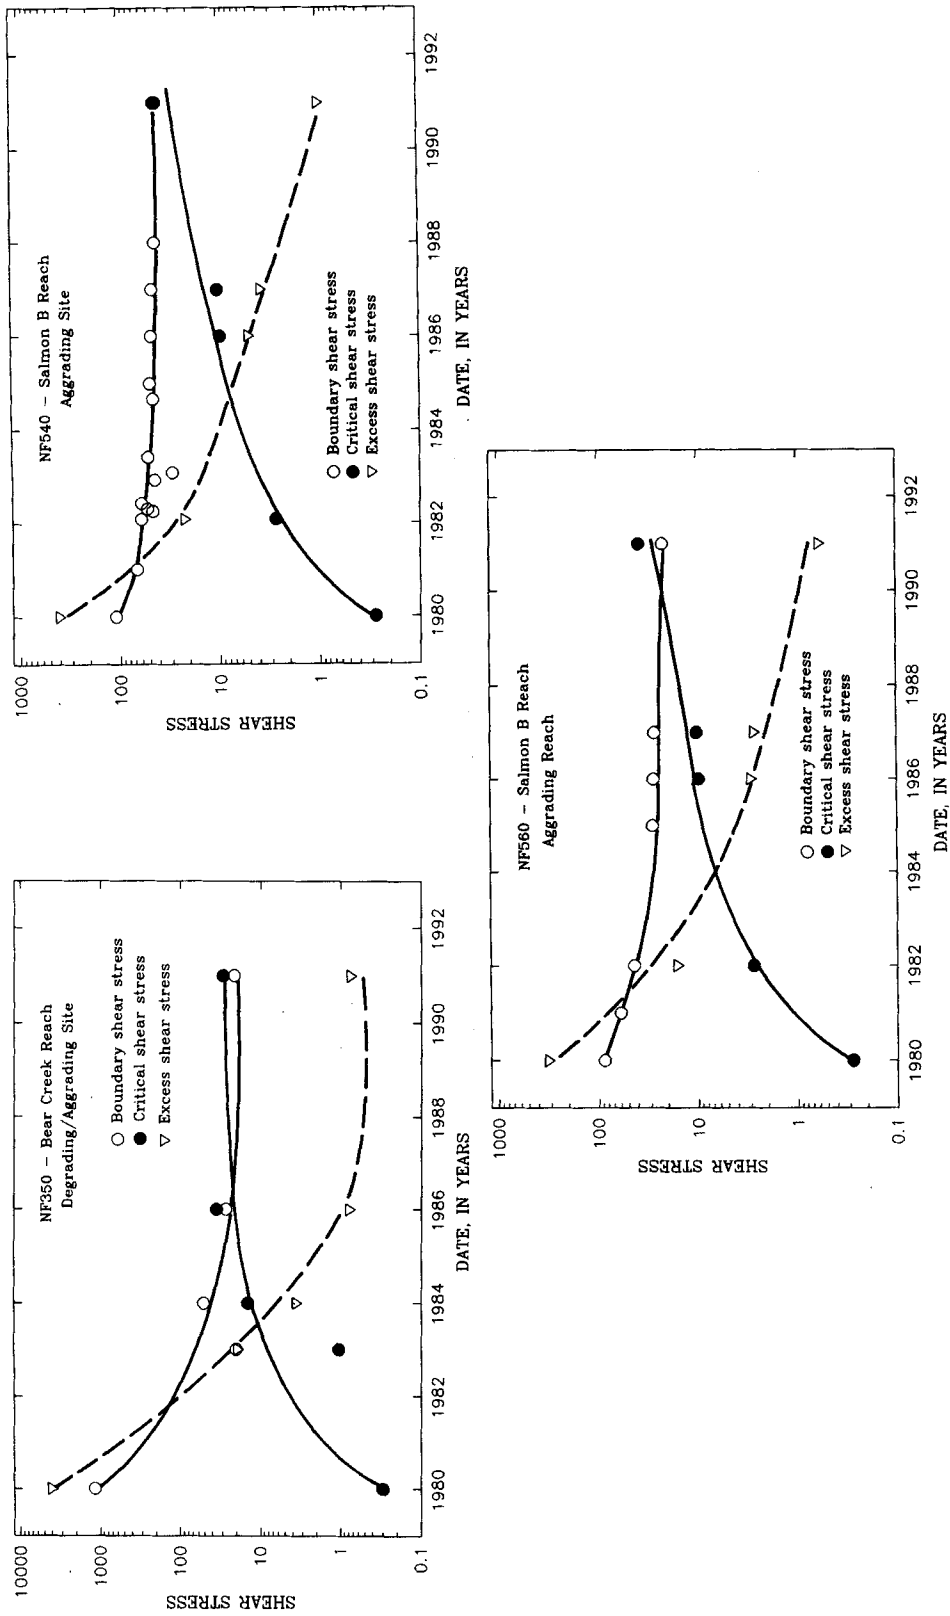 NF350 – Bear Creek Reach
Degrading/Aggrading Site
○ Boundary shear stress
● Critical shear stress
▽ Excess shear stress
SHEAR STRESS
10000
1000
100
10
1
0.1
1980
1982
1984
1986
1988
1990
1992
DATE, IN YEARS
NF540 – Salmon B Reach
Aggrading Site
○ Boundary shear stress
● Critical shear stress
▽ Excess shear stress
SHEAR STRESS
1000
100
10
1
0.1
1980
1982
1984
1986
1988
1990
1992
DATE, IN YEARS
NF560 – Salmon B Reach
Aggrading Reach
○ Boundary shear stress
● Critical shear stress
▽ Excess shear stress
SHEAR STRESS
1000
100
10
1
0.1
1980
1982
1984
1986
1988
1990
1992
DATE, IN YEARS